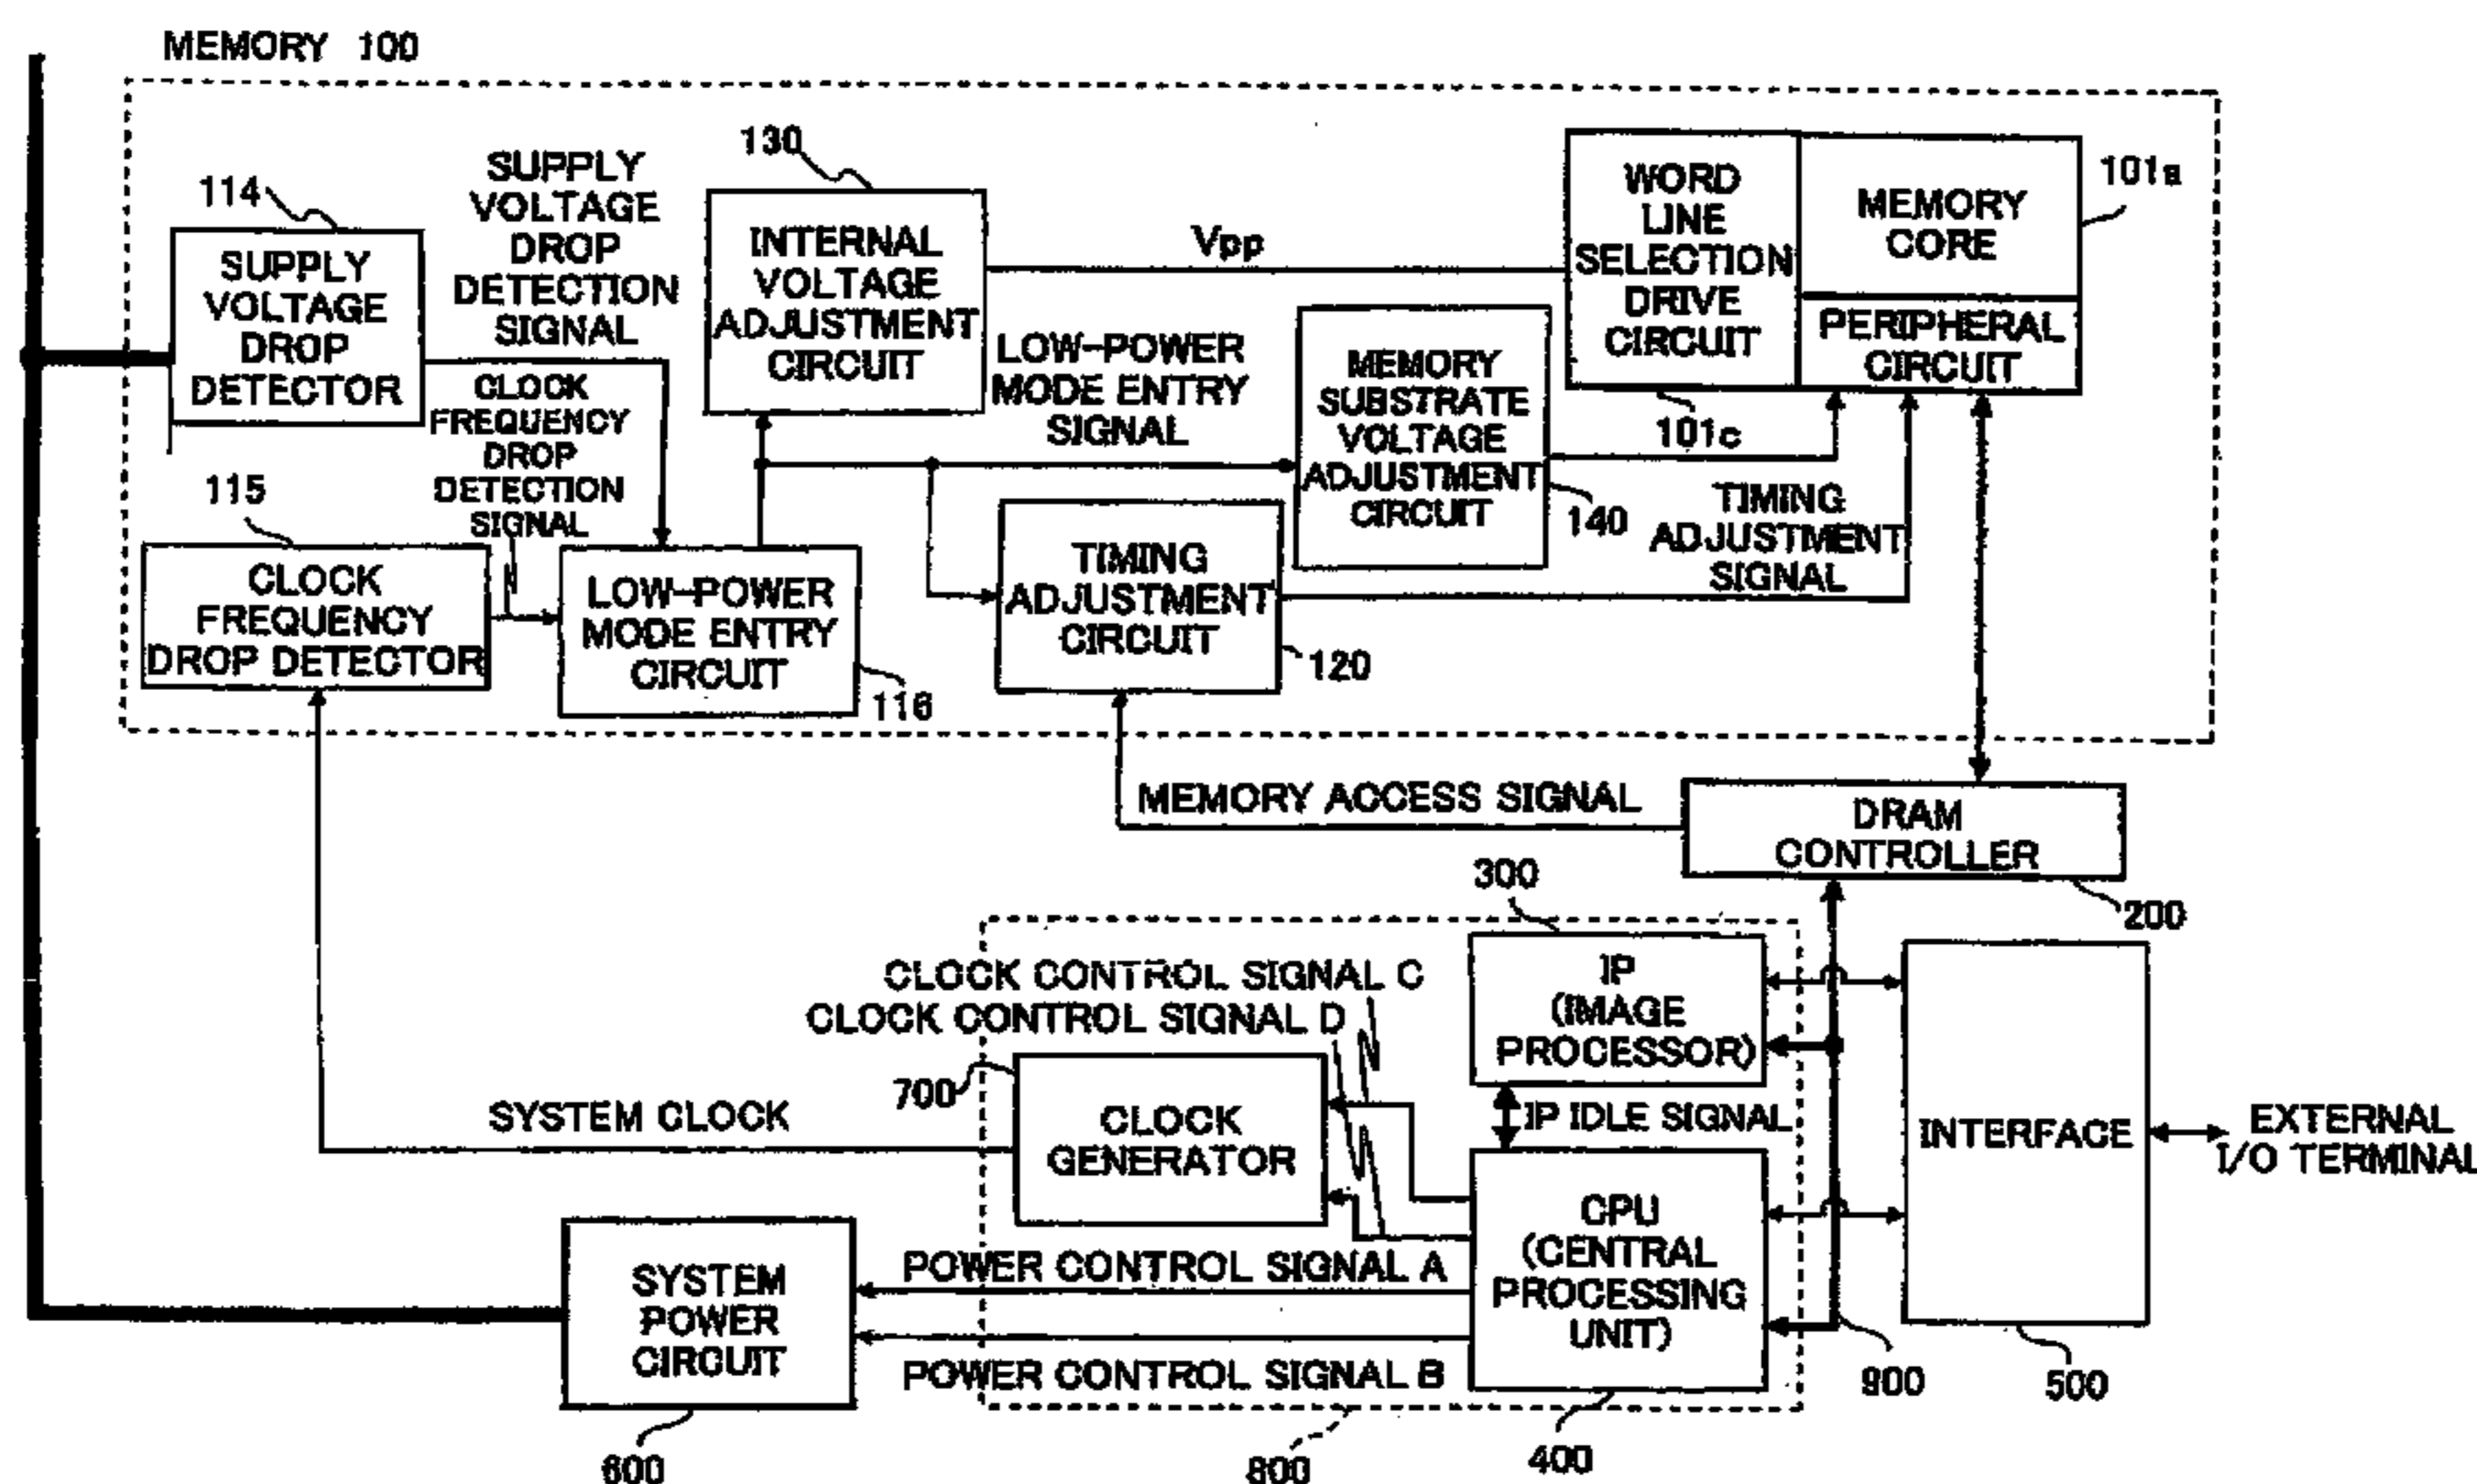 MEMORY 100
114
SUPPLY
VOLTAGE
DROP
DETECTOR
SUPPLY
VOLTAGE
DROP
DETECTION
SIGNAL
130
INTERNAL
VOLTAGE
ADJUSTMENT
CIRCUIT
Vpp
WORD
LINE
SELECTION
DRIVE
CIRCUIT
101c
MEMORY
CORE
101a
PERIPHERAL
CIRCUIT
CLOCK
FREQUENCY
DROP
DETECTION
SIGNAL
LOW-POWER
MODE ENTRY
SIGNAL
MEMORY
SUBSTRATE
VOLTAGE
ADJUSTMENT
CIRCUIT
140
115
CLOCK
FREQUENCY
DROP DETECTOR
LOW-POWER
MODE ENTRY
CIRCUIT
116
TIMING
ADJUSTMENT
CIRCUIT
120
TIMING
ADJUSTMENT
SIGNAL
MEMORY ACCESS SIGNAL
DRAM
CONTROLLER
200
300
IP
(IMAGE
PROCESSOR)
CLOCK CONTROL SIGNAL C
CLOCK CONTROL SIGNAL D
700
CLOCK
GENERATOR
SYSTEM CLOCK
IP IDLE SIGNAL
INTERFACE
EXTERNAL
I/O TERMINAL
CPU
(CENTRAL
PROCESSING
UNIT)
SYSTEM
POWER
CIRCUIT
POWER CONTROL SIGNAL A
POWER CONTROL SIGNAL B
600
800
400
900
500